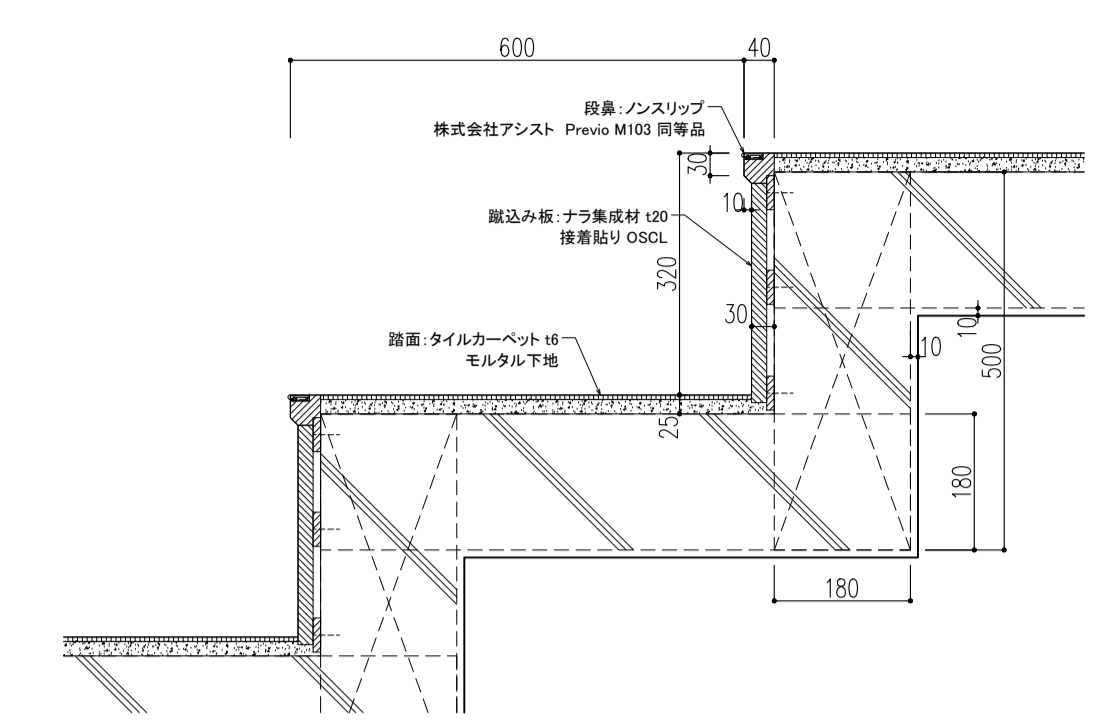 600
40
段鼻:ノンスリップ
株式会社アシスト Previo M103 同等品
30
10
蹴込み板:ナラ集成材 t20
接着貼り OSCL
320
30
10
10
500
踏面:タイルカーペット t6
モルタル下地
25
180
180